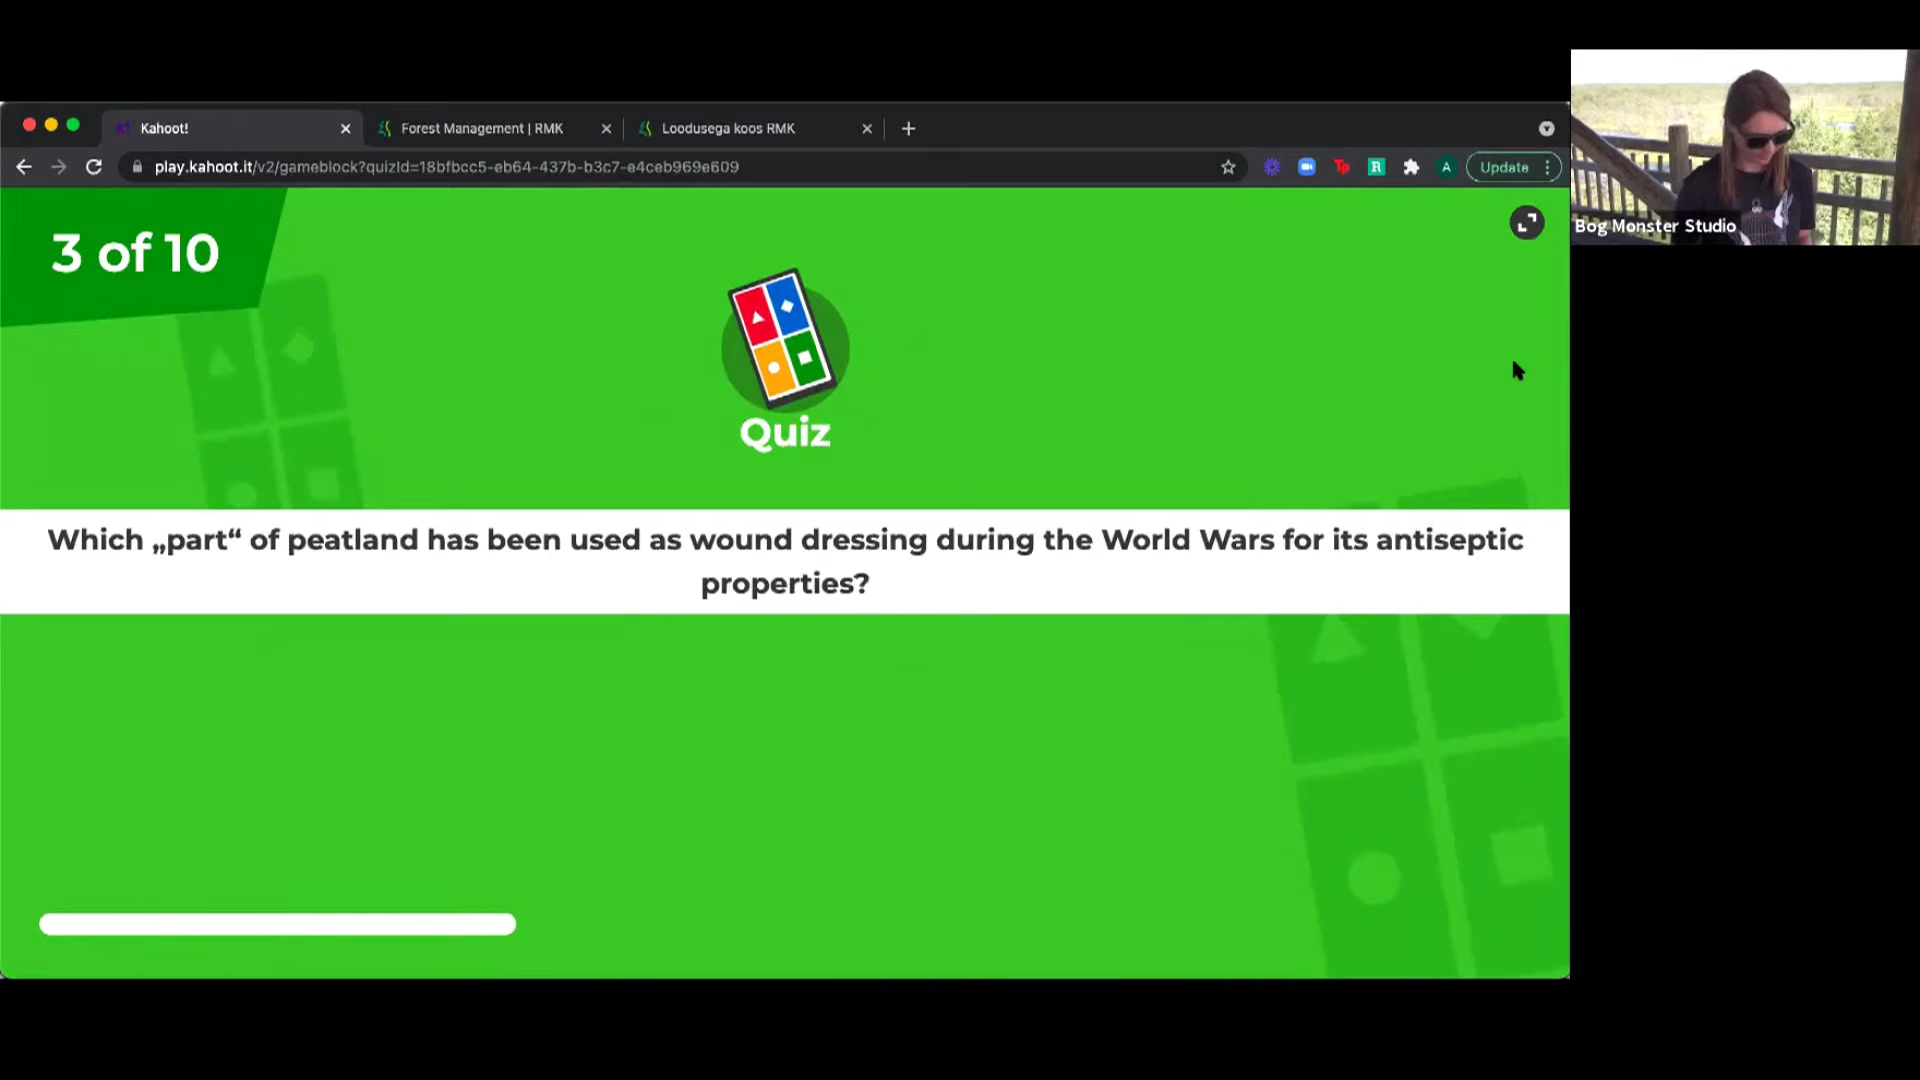 Kahoot!
Forest Management | RMK
Loodusega koos RMK
play.kahoot.it/v2/gameblock?quizId=18bfbcc5-eb64-437b-b3c7-e4ceb969e609
A
Update
Bog Monster Studio
3 of 10
Quiz
Which „part“ of peatland has been used as wound dressing during the World Wars for its antiseptic
properties?